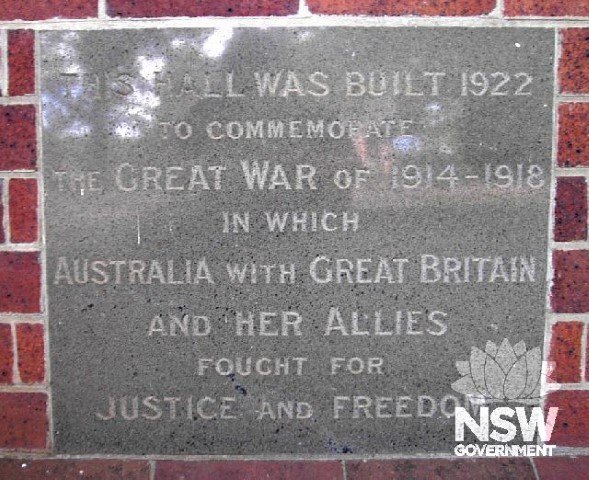 THIS HALL WAS BUILT 1922
TO COMMEMORATE
THE GREAT WAR OF 1914-1918
IN WHICH
AUSTRALIA WITH GREAT BRITAIN
AND HER ALLIES
FOUGHT FOR
JUSTICE AND FREEDOM
NSW
GOVERNMENT